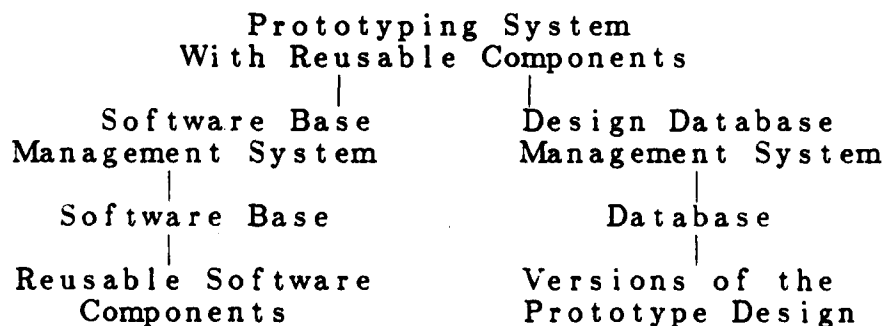 Prototyping System
With Reusable Components
Software Base
Management System
Design Database
Management System
Software Base
Database
Reusable Software
Components
Versions of the
Prototype Design